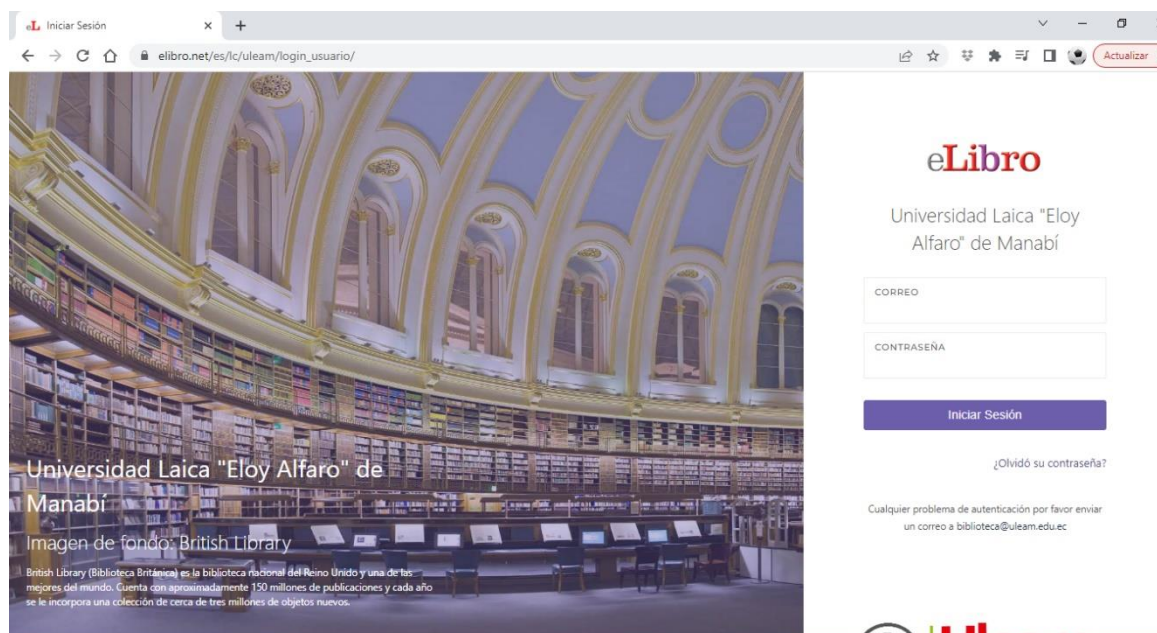 eL Iniciar Sesión
elibro.net/es/lc/uleam/login_usuario/
Actualizar
Universidad Laica "Eloy Alfaro" de
Manabí
Imagen de fondo: British Library
British Library (Biblioteca Británica) es la biblioteca nacional del Reino Unido y una de las
mejores del mundo. Cuenta con aproximadamente 150 millones de publicaciones y cada año
se le incorpora una colección de cerca de tres millones de objetos nuevos.
eLibro
Universidad Laica "Eloy
Alfaro" de Manabí
CORREO
CONTRASEÑA
Iniciar Sesión
¿Olvidó su contraseña?
Cualquier problema de autenticación por favor enviar
un correo a biblioteca@uleam.edu.ec